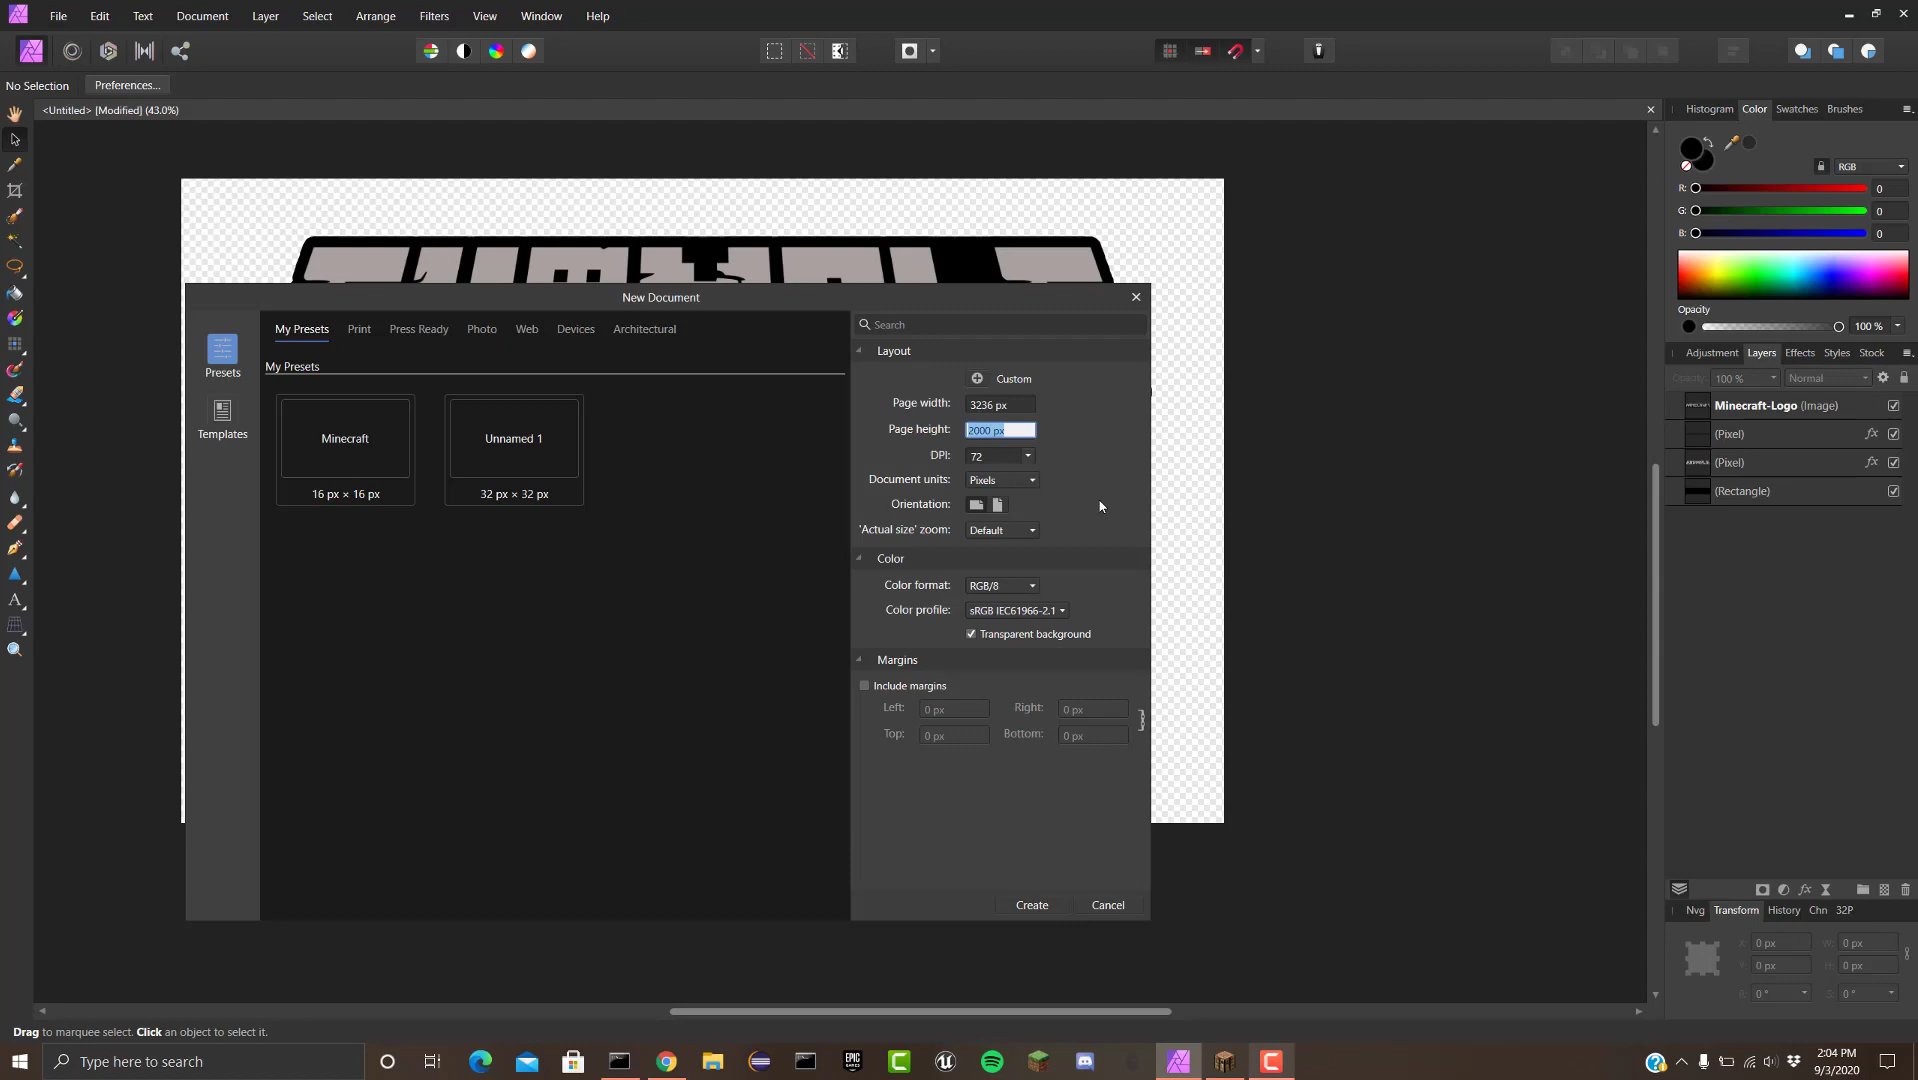 File Edit Text Document Layer Select Arrange Filters View Window Help
No Selection Preferences...
<Untitled> [Modified] (43.0%)
Histogram Color Swatches Brushes
RGB
R: 0
G: 0
B: 0
Opacity
100 %
Adjustment Layers Effects Styles Stock
Opacity: 100 % Normal
Minecraft-Logo (Image)
(Pixel) fx
(Pixel) fx
(Rectangle)
fx
Nvg Transform History Chn 32P
X: 0 px W: 0 px
Y: 0 px H: 0 px
R: 0 ° S: 0 °
New Document
Presets
Templates
My Presets Print Press Ready Photo Web Devices Architectural
My Presets
Minecraft
16 px × 16 px
Unnamed 1
32 px × 32 px
Search
Layout
Custom
Page width: 3236 px
Page height: 2000 px
DPI: 72
Document units: Pixels
Orientation:
'Actual size' zoom: Default
Color
Color format: RGB/8
Color profile: sRGB IEC61966-2.1
Transparent background
Margins
Include margins
Left: 0 px Right: 0 px
Top: 0 px Bottom: 0 px
Create Cancel
Drag to marquee select. Click an object to select it.
Type here to search
EPIC GAMES
2:04 PM
9/3/2020